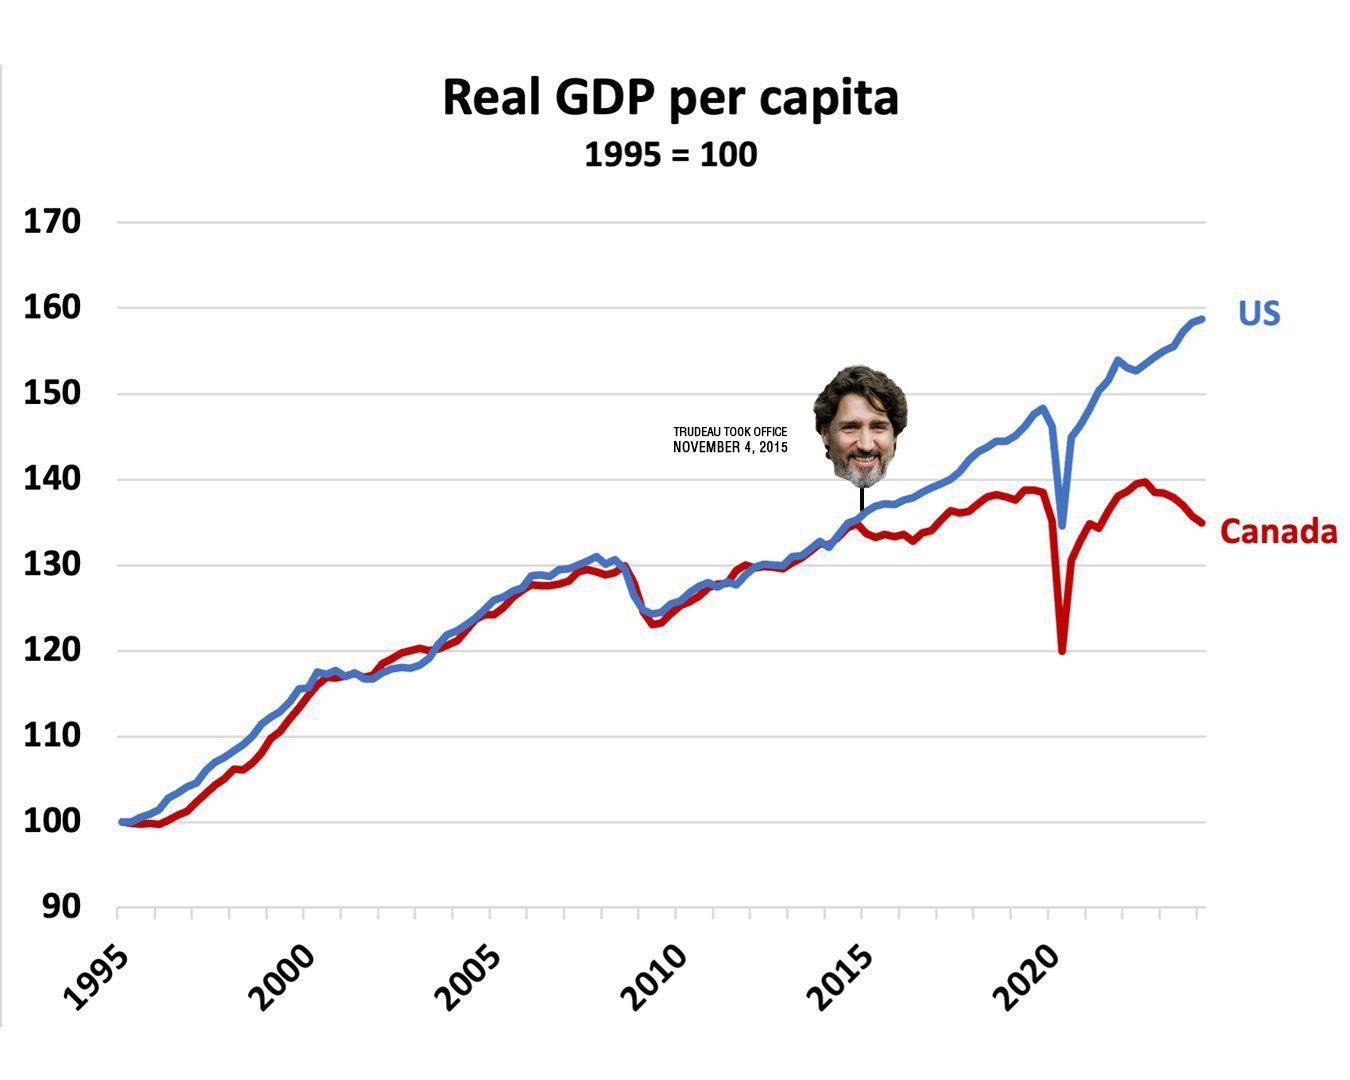 Real GDP per capita
1995 = 100
170
160
150
140
130
120
110
100
90
US
Canada
TRUDEAU TOOK OFFICE
NOVEMBER 4, 2015
1995
2000
2005
2010
2015
2020